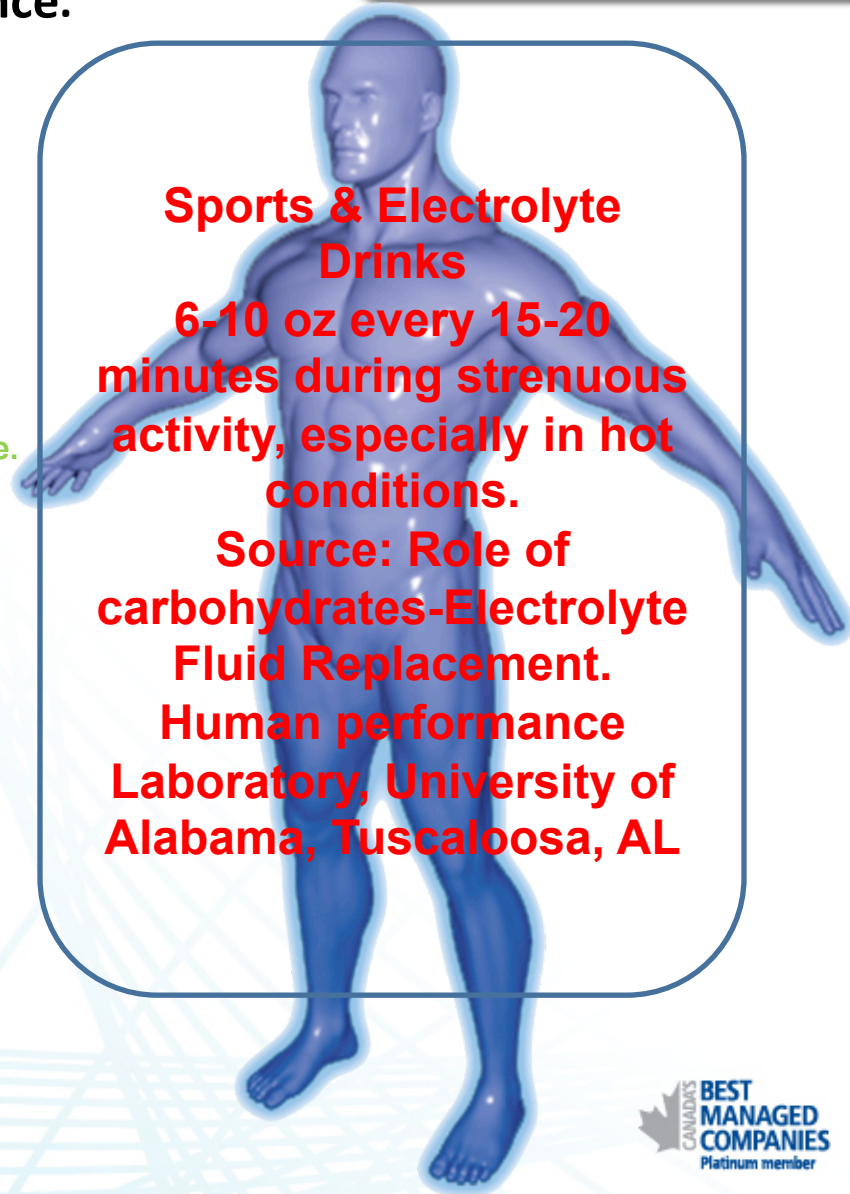 nce.
Sports & Electrolyte
Drinks
6-10 oz every 15-20
minutes during strenuous
activity, especially in hot
e.
conditions.
Source: Role of
carbohydrates-Electrolyte
Fluid Replacement.
Human performance
Laboratory, University of
Alabama, Tuscaloosa, AL
CANADA'S
BEST
MANAGED
COMPANIES
Platinum member